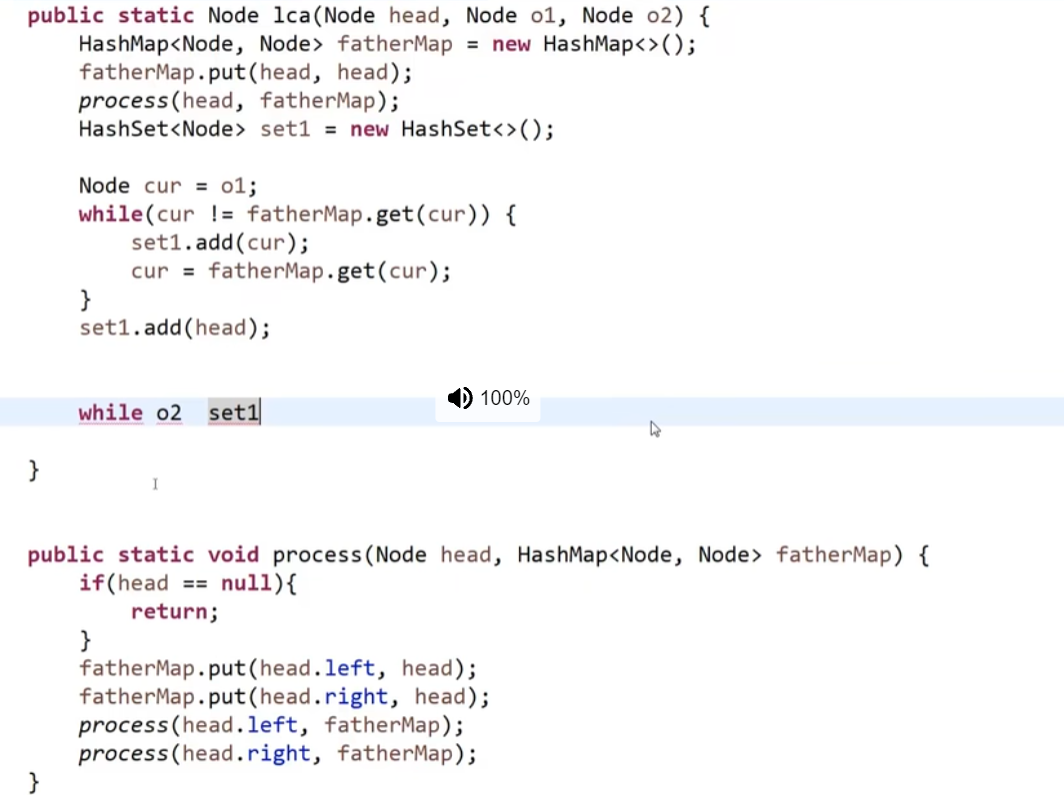 public static Node lca(Node head, Node o1, Node o2) {
HashMap<Node, Node> fatherMap = new HashMap<>();
fatherMap.put(head, head);
process(head, fatherMap);
HashSet<Node> set1 = new HashSet<>();
Node cur = o1;
while(cur != fatherMap.get(cur)) {
set1.add(cur);
cur = fatherMap.get(cur);
}
set1.add(head);
while o2  set1
100%
}
public static void process(Node head, HashMap<Node, Node> fatherMap) {
if(head == null){
return;
}
fatherMap.put(head.left, head);
fatherMap.put(head.right, head);
process(head.left, fatherMap);
process(head.right, fatherMap);
}